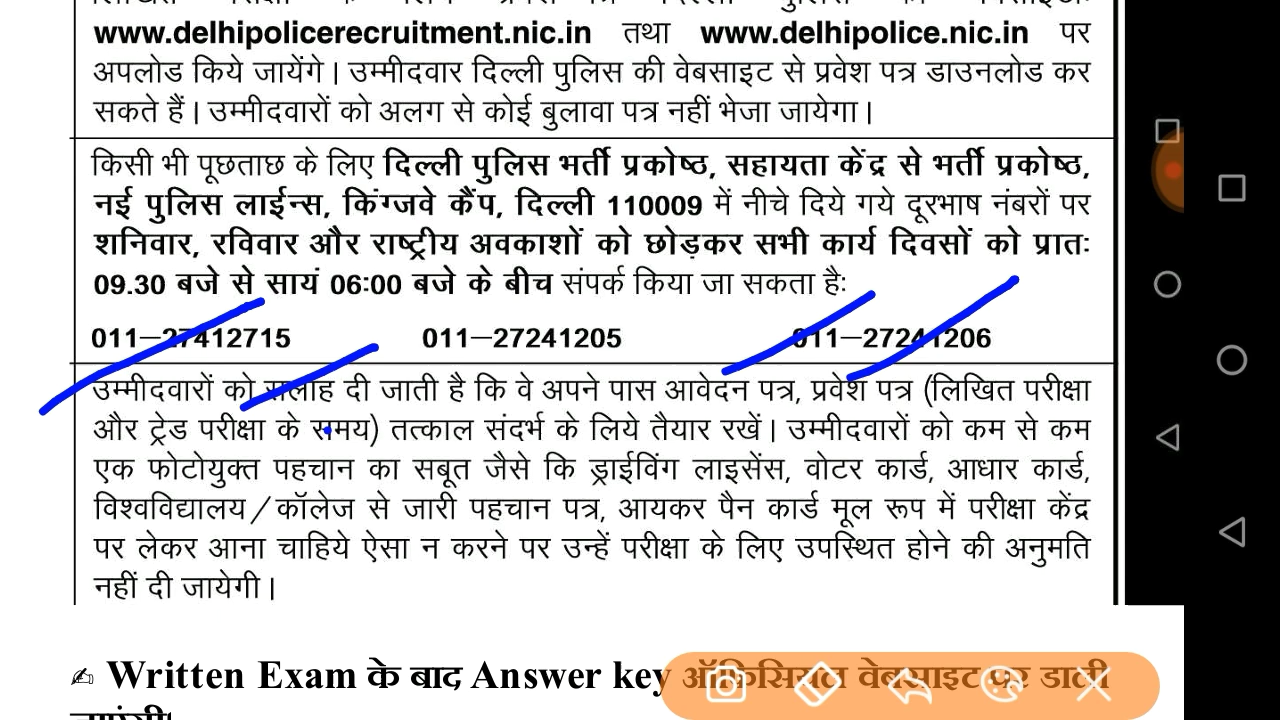 www.delhipolicerecruitment.nic.in तथा www.delhipolice.nic.in पर
अपलोड किये जायेंगे। उम्मीदवार दिल्ली पुलिस की वेबसाइट से प्रवेश पत्र डाउनलोड कर
सकते हैं। उम्मीदवारों को अलग से कोई बुलावा पत्र नहीं भेजा जायेगा।
किसी भी पूछताछ के लिए दिल्ली पुलिस भर्ती प्रकोष्ठ, सहायता केंद्र से भर्ती प्रकोष्ठ,
नई पुलिस लाईन्स, किंग्जवे कैंप, दिल्ली 110009 में नीचे दिये गये दूरभाष नंबरों पर
शनिवार, रविवार और राष्ट्रीय अवकाशों को छोड़कर सभी कार्य दिवसों को प्रातः
09.30 बजे से सायं 06:00 बजे के बीच संपर्क किया जा सकता हैः
011–27412715 011–27241205 011–27241206
उम्मीदवारों को सलाह दी जाती है कि वे अपने पास आवेदन पत्र, प्रवेश पत्र (लिखित परीक्षा
और ट्रेड परीक्षा के समय) तत्काल संदर्भ के लिये तैयार रखें। उम्मीदवारों को कम से कम
एक फोटोयुक्त पहचान का सबूत जैसे कि ड्राईविंग लाइसेंस, वोटर कार्ड, आधार कार्ड,
विश्वविद्यालय/कॉलेज से जारी पहचान पत्र, आयकर पैन कार्ड मूल रूप में परीक्षा केंद्र
पर लेकर आना चाहिये ऐसा न करने पर उन्हें परीक्षा के लिए उपस्थित होने की अनुमति
नहीं दी जायेगी।
✍ Written Exam के बाद Answer key ऑफिसियल वेबसाइट पर डाली